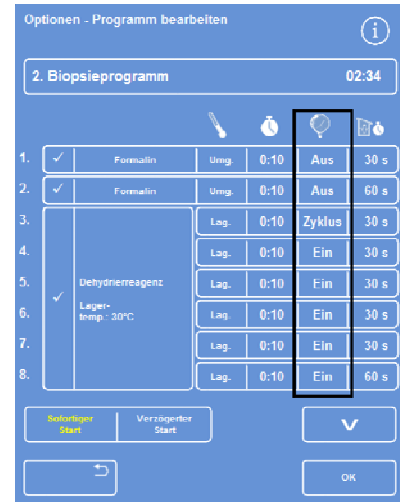 Optionen - Programm bearbeiten
i
2. Biopsieprogramm 02:34
1. Formalin Umg. 0:10 Aus 30 s
2. Formalin Umg. 0:10 Aus 60 s
3. Lag. 0:10 Zyklus 30 s
4. Lag. 0:10 Ein 30 s
5. Dehydrierreagenz Lag. 0:10 Ein 30 s
Lager-
6. temp.: 30°C Lag. 0:10 Ein 30 s
7. Lag. 0:10 Ein 30 s
8. Lag. 0:10 Ein 60 s
Sofortiger Verzögerter
Start Start
OK